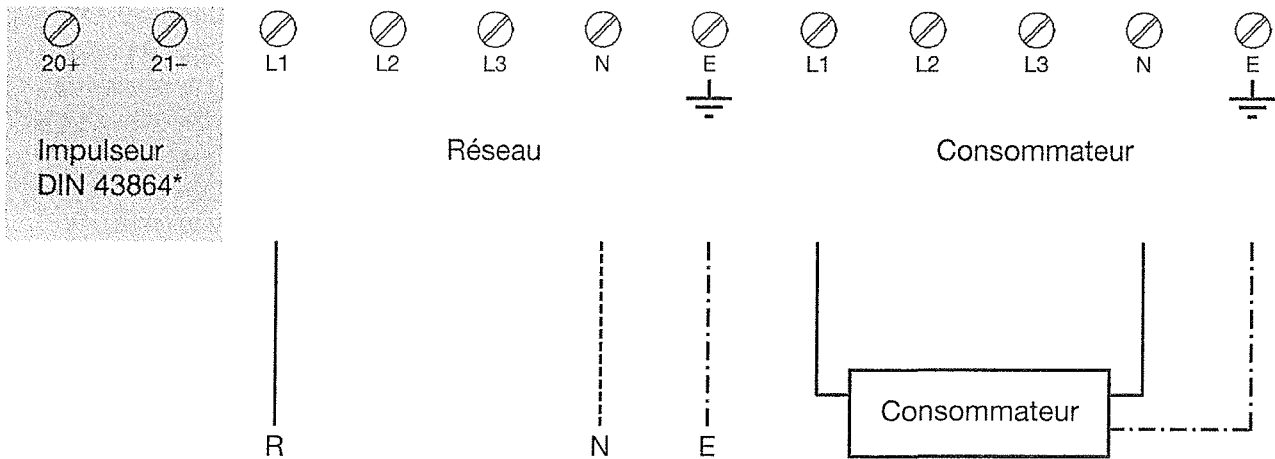 20+ 21– L1 L2 L3 N E L1 L2 L3 N E
Impulseur
DIN 43864*
Réseau
Consommateur
Consommateur
R N E